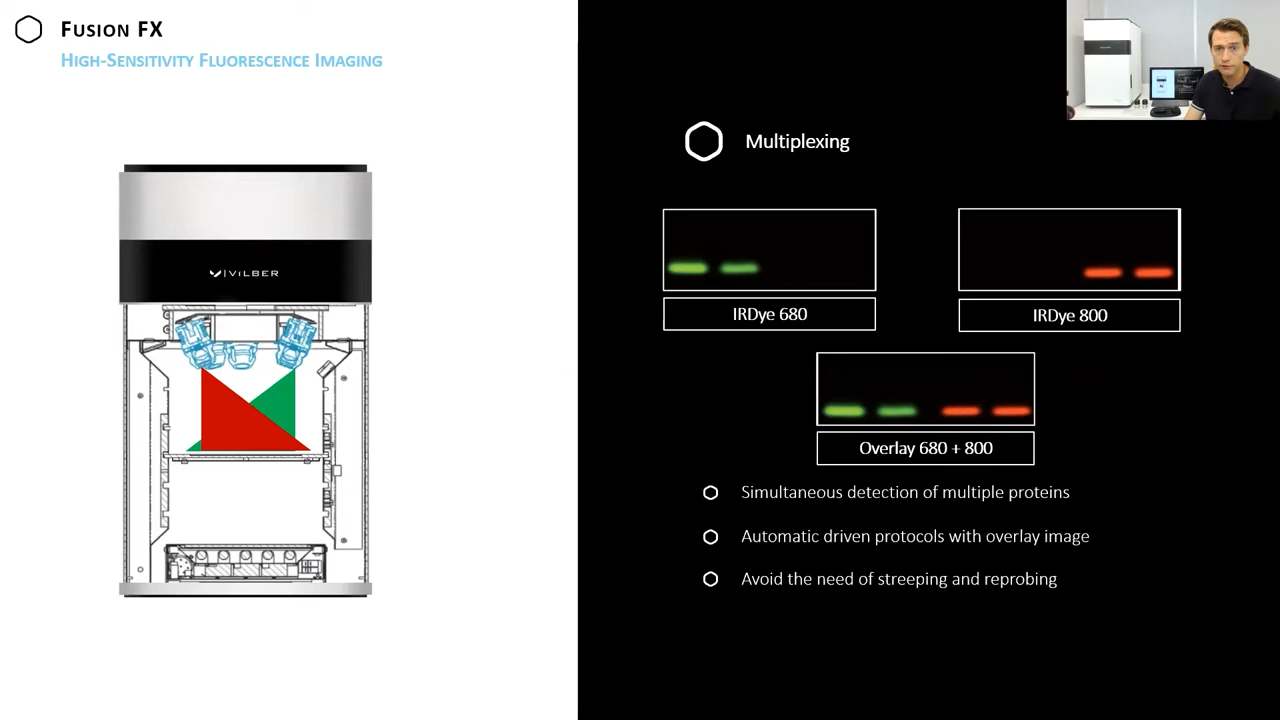 FUSION FX
HIGH-SENSITIVITY FLUORESCENCE IMAGING
VILBER
Multiplexing
IRDye 680
IRDye 800
Overlay 680 + 800
Simultaneous detection of multiple proteins
Automatic driven protocols with overlay image
Avoid the need of streeping and reprobing